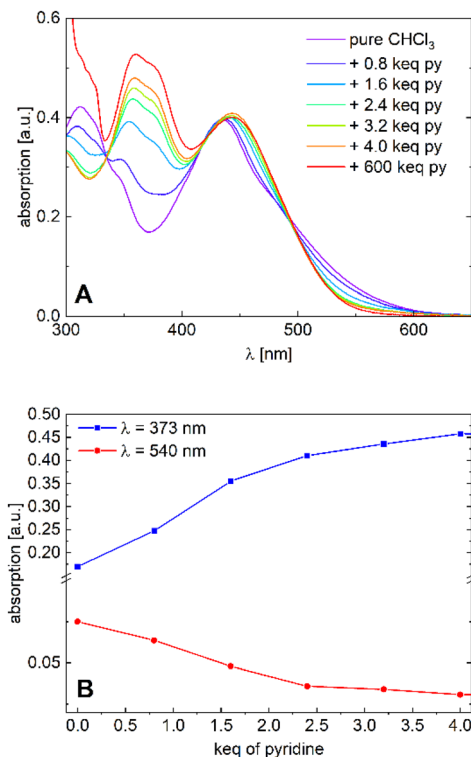 0.6
pure CHCl3
+ 0.8 keq py
+ 1.6 keq py
+ 2.4 keq py
+ 3.2 keq py
+ 4.0 keq py
+ 600 keq py
0.4
absorption [a.u.]
0.2
A
0.0
300 400 500 600
λ [nm]
0.50
λ = 373 nm
0.45
λ = 540 nm
0.40
0.35
0.30
0.25
0.20
absorption [a.u.]
0.05
B
0.0 0.5 1.0 1.5 2.0 2.5 3.0 3.5 4.0
keq of pyridine